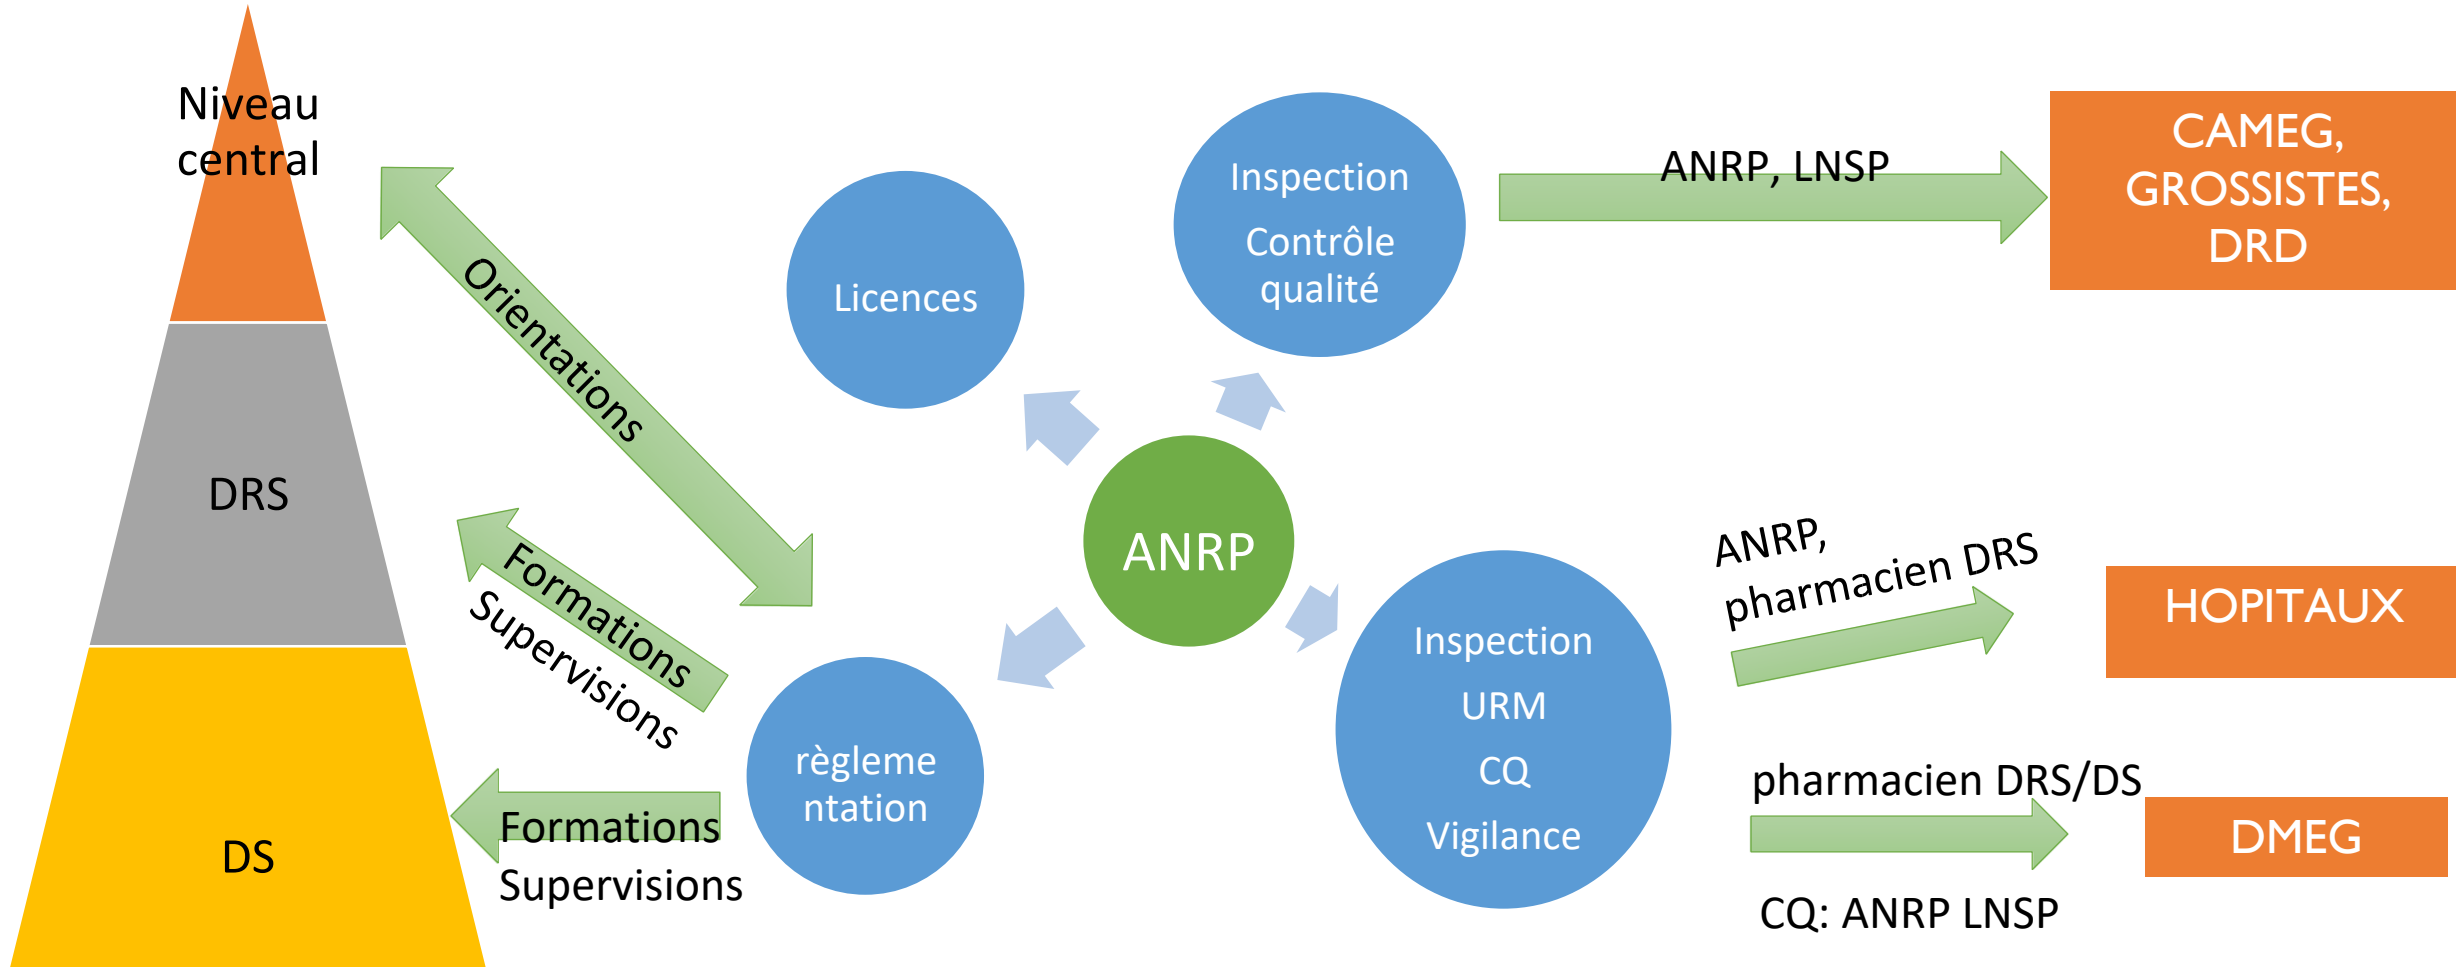 Niveau
central
DRS
DS
Orientations
Formations
Supervisions
Formations
Supervisions
Licences
Inspection
Contrôle
qualité
ANRP
règleme
ntation
Inspection
URM
CQ
Vigilance
ANRP, LNSP
CAMEG,
GROSSISTES,
DRD
ANRP,
pharmacien DRS
HOPITAUX
pharmacien DRS/DS
DMEG
CQ: ANRP LNSP